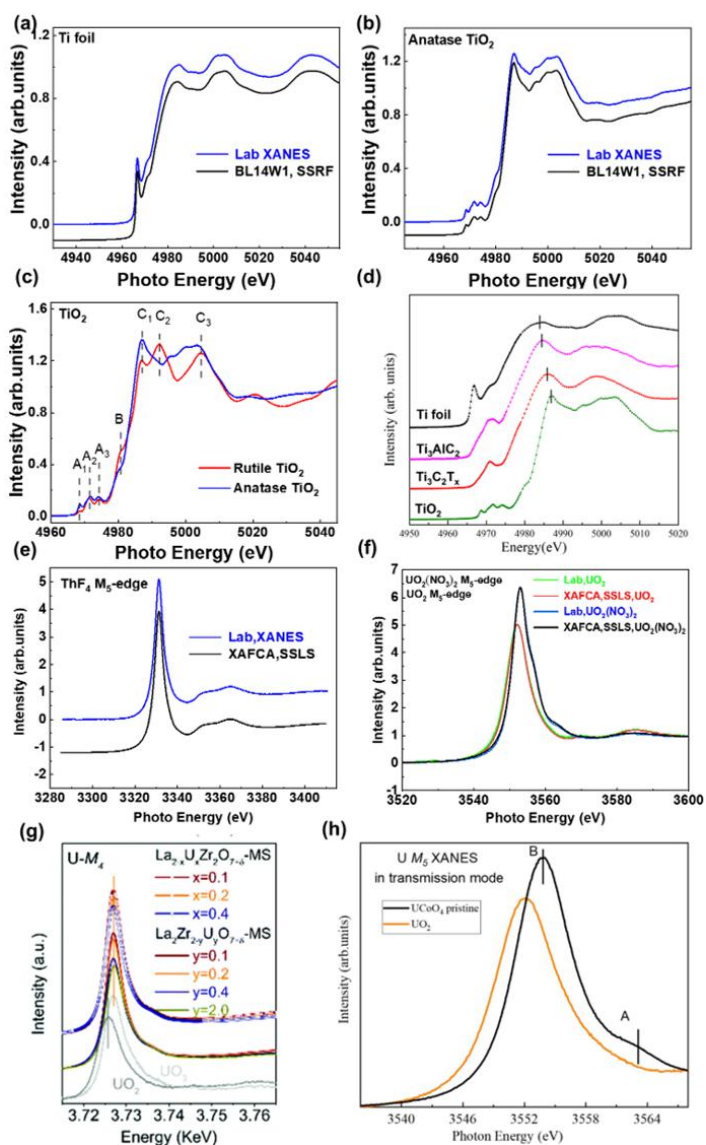 (a)
Ti foil
Lab XANES
BL14W1, SSRF
Intensity (arb.units)
1.2
0.8
0.4
0.0
4940 4960 4980 5000 5020 5040
Photo Energy (eV)
(b)
Anatase TiO2
Lab XANES
BL14W1, SSRF
Intensity (arb.units)
1.2
0.8
0.4
0.0
4960 4980 5000 5020 5040
Photo Energy (eV)
(c)
TiO2
C1 C2 C3
B
A1 A2 A3
Rutile TiO2
Anatase TiO2
Intensity (arb.units)
1.6
1.2
0.8
0.4
0.0
4960 4980 5000 5020 5040
Photo Energy (eV)
(d)
Ti foil
Ti3AlC2
Ti3C2Tx
TiO2
Intensity (arb. units)
4950 4960 4970 4980 4990 5000 5010 5020
Energy(eV)
(e)
ThF4 M5-edge
Lab,XANES
XAFCA,SSLS
Intensity (arb.units)
5
4
3
2
1
0
-1
-2
3280 3300 3320 3340 3360 3380 3400
Photo Energy (eV)
(f)
UO2(NO3)2 M5-edge
UO2 M5-edge
Lab,UO2
XAFCA,SSLS,UO2
Lab,UO2(NO3)2
XAFCA,SSLS,UO2(NO3)2
Intensity (arb.units)
7
6
5
4
3
2
1
0
3520 3540 3560 3580 3600
Photo Energy (eV)
(g)
U-M4
La2-xUxZr2O7-δ-MS
x=0.1
x=0.2
x=0.4
La2Zr2-yUyO7-δ-MS
y=0.1
y=0.2
y=0.4
y=2.0
UO2
UO3
Intensity (a.u.)
3.72 3.73 3.74 3.75 3.76
Energy (KeV)
(h)
U M5 XANES
in transmission mode
UCoO4 pristine
UO2
B
A
Intensity (arb.units)
3540 3546 3552 3558 3564
Photon Energy (eV)